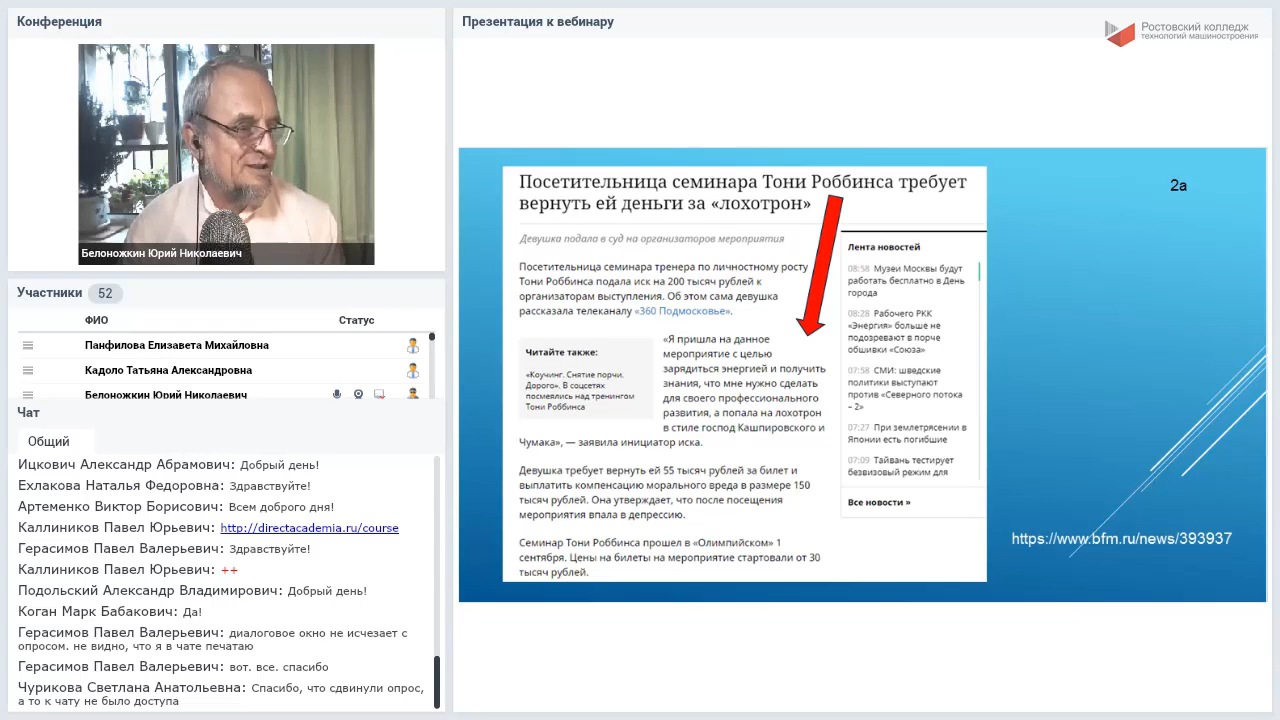 Конференция
Белоножкин Юрий Николаевич
Участники 52
ФИО Статус
Панфилова Елизавета Михайловна
Кадоло Татьяна Александровна
Белоножкин Юрий Николаевич
Чат
Общий
Ицкович Александр Абрамович: Добрый день!
Ехлакова Наталья Федоровна: Здравствуйте!
Артеменко Виктор Борисович: Всем доброго дня!
Каллиников Павел Юрьевич: http://directacademia.ru/course
Герасимов Павел Валерьевич: Здравствуйте!
Каллиников Павел Юрьевич: ++
Подольский Александр Владимирович: Добрый день!
Коган Марк Бабакович: Да!
Герасимов Павел Валерьевич: диалоговое окно не исчезает с
опросом. не видно, что я в чате печатаю
Герасимов Павел Валерьевич: вот. все. спасибо
Чурикова Светлана Анатольевна: Спасибо, что сдвинули опрос,
а то к чату не было доступа
Презентация к вебинару
Ростовский колледж
технологий машиностроения
2а
Посетительница семинара Тони Роббинса требует
вернуть ей деньги за «лохотрон»
Девушка подала в суд на организаторов мероприятия
Посетительница семинара тренера по личностному росту
Тони Роббинса подала иск на 200 тысяч рублей к
организаторам выступления. Об этом сама девушка
рассказала телеканалу «360 Подмосковье».
Читайте также:
«Коучинг. Снятие порчи.
Дорого». В соцсетях
посмеялись над тренингом
Тони Роббинса
«Я пришла на данное
мероприятие с целью
зарядиться энергией и получить
знания, что мне нужно сделать
для своего профессионального
развития, а попала на лохотрон
в стиле господ Кашпировского и
Чумака», — заявила инициатор иска.
Девушка требует вернуть ей 55 тысяч рублей за билет и
выплатить компенсацию морального вреда в размере 150
тысяч рублей. Она утверждает, что после посещения
мероприятия впала в депрессию.
Семинар Тони Роббинса прошел в «Олимпийском» 1
сентября. Цены на билеты на мероприятие стартовали от 30
тысяч рублей.
Лента новостей
08:58 Музеи Москвы будут
работать бесплатно в День
города
08:28 Рабочего РКК
«Энергия» больше не
подозревают в порче
обшивки «Союза»
07:58 СМИ: шведские
политики выступают
против «Северного потока
– 2»
07:27 При землетрясении в
Японии есть погибшие
07:09 Тайвань тестирует
безвизовый режим для
Все новости »
https://www.bfm.ru/news/393937